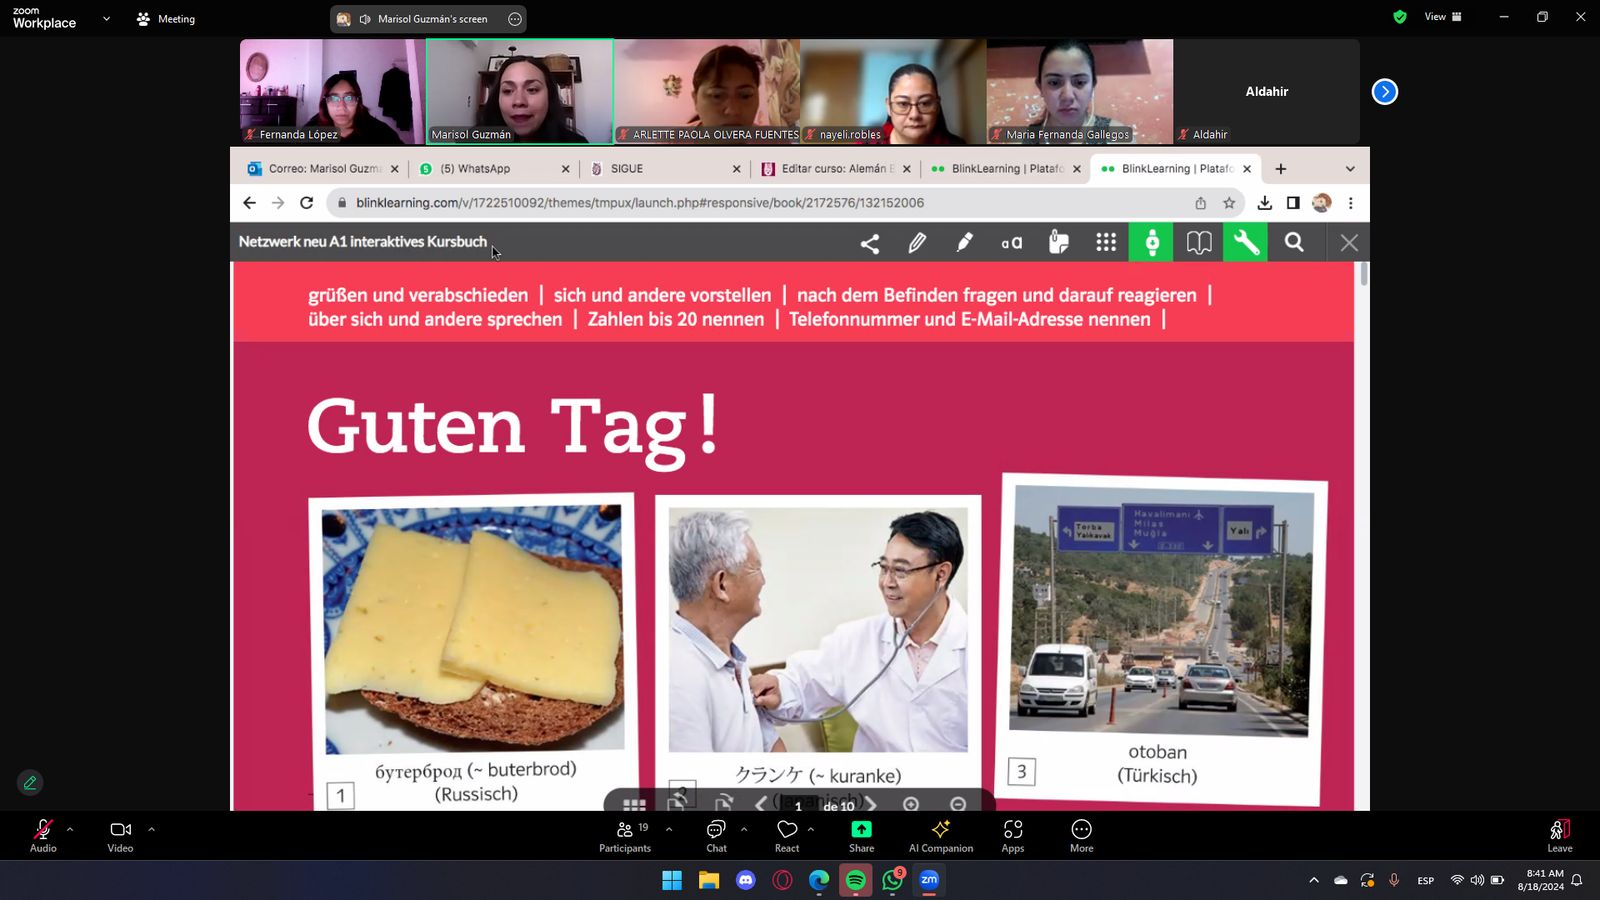 zoom
Workplace
Meeting
Marisol Guzmán's screen
View
Fernanda López
Marisol Guzmán
ARLETTE PAOLA OLVERA FUENTES
nayeli.robles
Maria Fernanda Gallegos
Aldahir
Aldahir
Correo: Marisol Guzma
(5) WhatsApp
SIGUE
Editar curso: Alemán B
BlinkLearning | Platafo
BlinkLearning | Platafo
blinklearning.com/v/1722510092/themes/tmpux/launch.php#responsive/book/2172576/132152006
Netzwerk neu A1 interaktives Kursbuch
aa
grüßen und verabschieden | sich und andere vorstellen | nach dem Befinden fragen und darauf reagieren |
über sich und andere sprechen | Zahlen bis 20 nennen | Telefonnummer und E-Mail-Adresse nennen |
Guten Tag!
Torba
Yalıkavak
Havalimanı
Milas
Muğla
Yalı
1
бутерброд (~ buterbrod)
(Russisch)
2
クランケ (~ kuranke)
(Japanisch)
3
otoban
(Türkisch)
1 de 10
Audio
Video
Participants
19
Chat
React
Share
AI Companion
Apps
More
Leave
9
zm
ESP
8:41 AM
8/18/2024